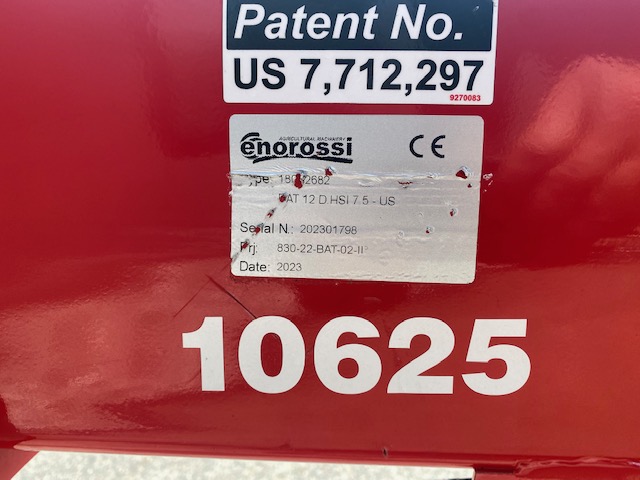 Patent No.
US 7,712,297
9270083
AGRICULTURAL MACHINERY
enorossi
CE
BAT 12 D HSI 7.5 - US
Serial N.: 202301798
Prj: 830-22-BAT-02-II
Date: 2023
10625